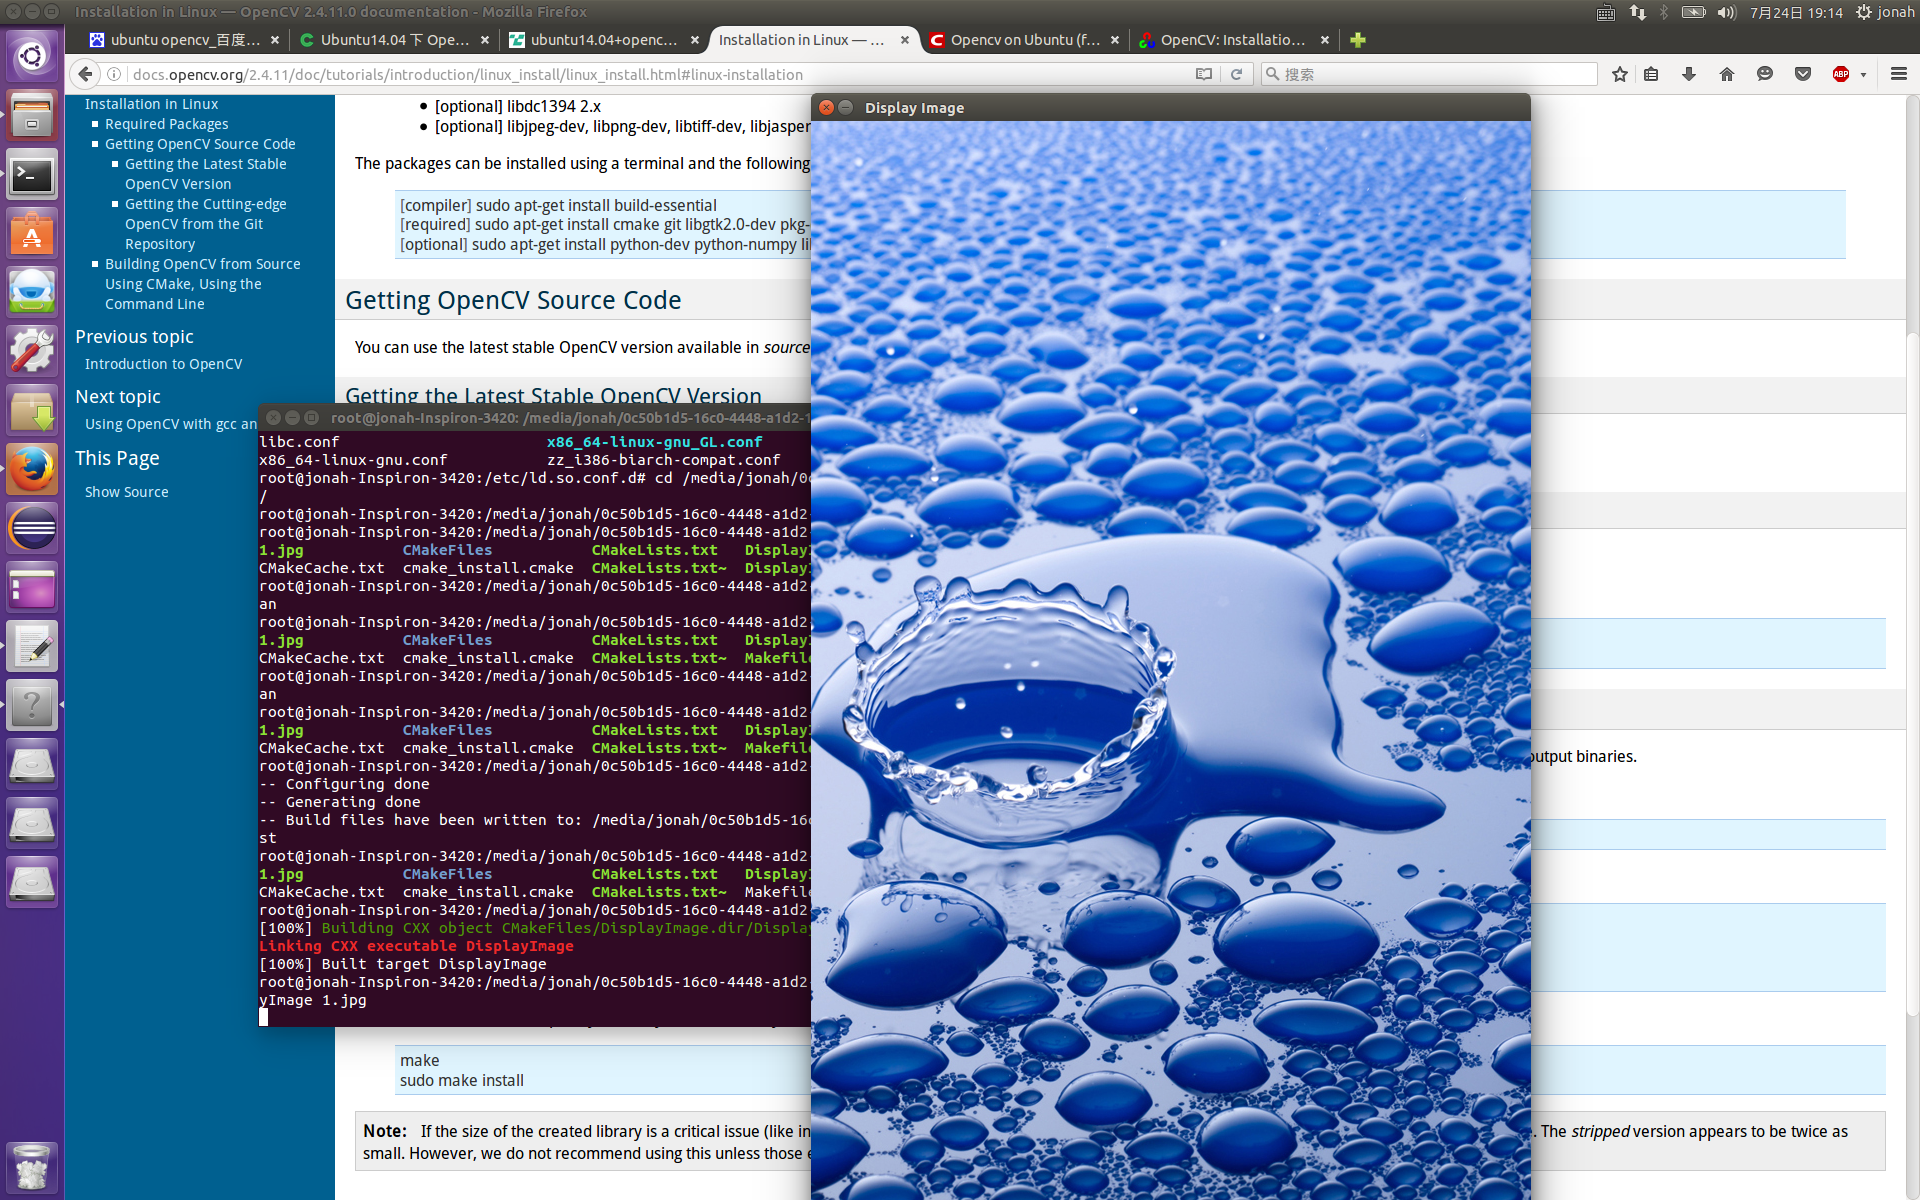 Installation in Linux — OpenCV 2.4.11.0 documentation - Mozilla Firefox
7月24日 19:14
jonah
ubuntu opencv_百度…
Ubuntu14.04 下 Ope…
ubuntu14.04+openc…
Installation in Linux — …
Opencv on Ubuntu (f…
OpenCV: Installatio…
docs.opencv.org/2.4.11/doc/tutorials/introduction/linux_install/linux_install.html#linux-installation
搜索
ABP
Installation in Linux
Required Packages
Getting OpenCV Source Code
Getting the Latest Stable
OpenCV Version
Getting the Cutting-edge
OpenCV from the Git
Repository
Building OpenCV from Source
Using CMake, Using the
Command Line
Previous topic
Introduction to OpenCV
Next topic
Using OpenCV with gcc an
This Page
Show Source
[optional] libdc1394 2.x
[optional] libjpeg-dev, libpng-dev, libtiff-dev, libjasper
The packages can be installed using a terminal and the following
[compiler] sudo apt-get install build-essential
[required] sudo apt-get install cmake git libgtk2.0-dev pkg-
[optional] sudo apt-get install python-dev python-numpy li
Getting OpenCV Source Code
You can use the latest stable OpenCV version available in source
Getting the Latest Stable OpenCV Version
root@jonah-Inspiron-3420: /media/jonah/0c50b1d5-16c0-4448-a1d2-1
libc.conf x86_64-linux-gnu_GL.conf
x86_64-linux-gnu.conf zz_i386-biarch-compat.conf
root@jonah-Inspiron-3420:/etc/ld.so.conf.d# cd /media/jonah/0c
/
root@jonah-Inspiron-3420:/media/jonah/0c50b1d5-16c0-4448-a1d2-
root@jonah-Inspiron-3420:/media/jonah/0c50b1d5-16c0-4448-a1d2-
1.jpg CMakeFiles CMakeLists.txt DisplayI
CMakeCache.txt cmake_install.cmake CMakeLists.txt~ DisplayI
root@jonah-Inspiron-3420:/media/jonah/0c50b1d5-16c0-4448-a1d2-
an
root@jonah-Inspiron-3420:/media/jonah/0c50b1d5-16c0-4448-a1d2-
1.jpg CMakeFiles CMakeLists.txt DisplayI
CMakeCache.txt cmake_install.cmake CMakeLists.txt~ Makefile
root@jonah-Inspiron-3420:/media/jonah/0c50b1d5-16c0-4448-a1d2-
an
root@jonah-Inspiron-3420:/media/jonah/0c50b1d5-16c0-4448-a1d2-
1.jpg CMakeFiles CMakeLists.txt DisplayI
CMakeCache.txt cmake_install.cmake CMakeLists.txt~ Makefile
root@jonah-Inspiron-3420:/media/jonah/0c50b1d5-16c0-4448-a1d2-
-- Configuring done
-- Generating done
-- Build files have been written to: /media/jonah/0c50b1d5-16c
st
root@jonah-Inspiron-3420:/media/jonah/0c50b1d5-16c0-4448-a1d2-
1.jpg CMakeFiles CMakeLists.txt DisplayI
CMakeCache.txt cmake_install.cmake CMakeLists.txt~ Makefile
root@jonah-Inspiron-3420:/media/jonah/0c50b1d5-16c0-4448-a1d2-
[100%] Building CXX object CMakeFiles/DisplayImage.dir/Display
Linking CXX executable DisplayImage
[100%] Built target DisplayImage
root@jonah-Inspiron-3420:/media/jonah/0c50b1d5-16c0-4448-a1d2-
yImage 1.jpg
Display Image
output binaries.
make
sudo make install
Note: If the size of the created library is a critical issue (like in
. The stripped version appears to be twice as
small. However, we do not recommend using this unless those e